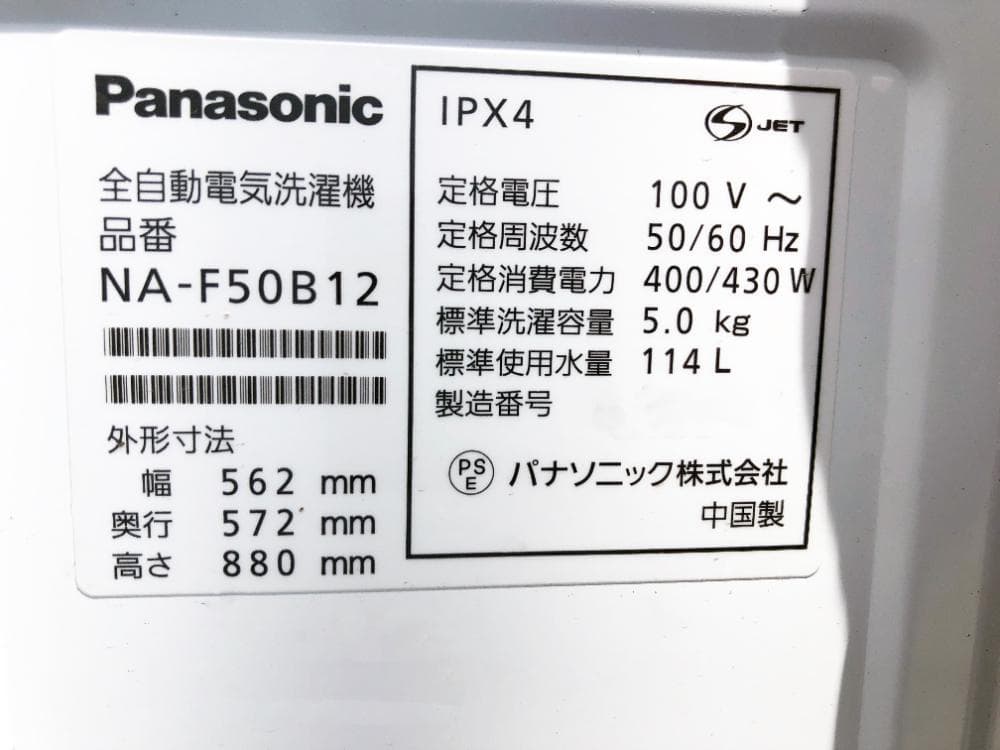 Panasonic
全自動電気洗濯機
品番
NA-F50B12
外形寸法
幅 562 mm
奥行 572 mm
高さ 880 mm
IPX4
S JET
定格電圧 100 V ～
定格周波数 50/60 Hz
定格消費電力 400/430 W
標準洗濯容量 5.0 kg
標準使用水量 114 L
製造番号
PSE パナソニック株式会社
中国製